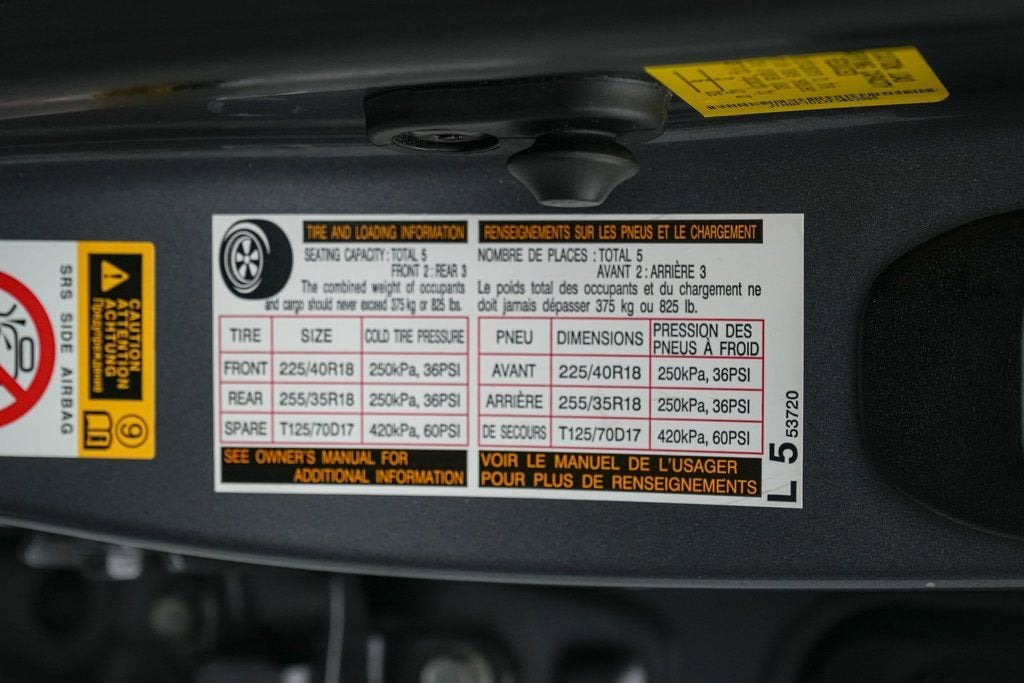 TIRE AND LOADING INFORMATION
SEATING CAPACITY : TOTAL 5
FRONT 2 : REAR 3
The combined weight of occupants
and cargo should never exceed 375 kg or 825 lbs.
TIRE SIZE COLD TIRE PRESSURE
FRONT 225/40R18 250kPa, 36PSI
REAR 255/35R18 250kPa, 36PSI
SPARE T125/70D17 420kPa, 60PSI
SEE OWNER'S MANUAL FOR
ADDITIONAL INFORMATION
RENSEIGNEMENTS SUR LES PNEUS ET LE CHARGEMENT
NOMBRE DE PLACES : TOTAL 5
AVANT 2 : ARRIÈRE 3
Le poids total des occupants et du chargement ne
doit jamais dépasser 375 kg ou 825 lb.
PNEU DIMENSIONS PRESSION DES
PNEUS À FROID
AVANT 225/40R18 250kPa, 36PSI
ARRIÈRE 255/35R18 250kPa, 36PSI
DE SECOURS T125/70D17 420kPa, 60PSI
VOIR LE MANUEL DE L'USAGER
POUR PLUS DE RENSEIGNEMENTS
L 5 53720
CAUTION
ATTENTION
ACHTUNG
Предупреждение
SRS SIDE AIRBAG
9
H